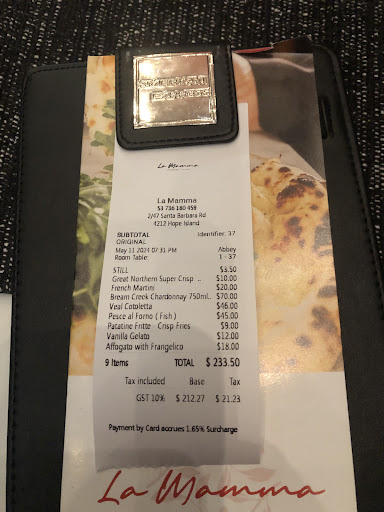 La Mamma
La Mamma
53 736 180 459
2/47 Santa Barbara Rd
4212 Hope Island
SUBTOTAL Identifier: 37
ORIGINAL
May 11 2024 07:31 PM Abbey
Room Table: 1 - 37
STILL $3.50
Great Northern Super Crisp .. $10.00
French Martini $20.00
Bream Creek Chardonnay 750ml.. $70.00
Veal Cotoletta $46.00
Pesce al Forno ( Fish ) $45.00
Patatine Fritte - Crisp Fries $9.00
Vanilla Gelato $12.00
Affogato with Frangelico $18.00
9 Items TOTAL $ 233.50
Tax included Base Tax
GST 10% $ 212.27 $ 21.23
Payment by Card accrues 1.65% Surcharge
La Mamma